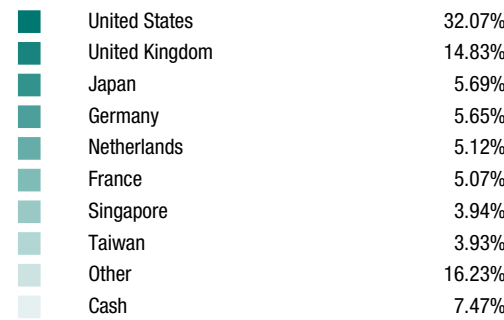 United States 32.07%
United Kingdom 14.83%
Japan 5.69%
Germany 5.65%
Netherlands 5.12%
France 5.07%
Singapore 3.94%
Taiwan 3.93%
Other 16.23%
Cash 7.47%